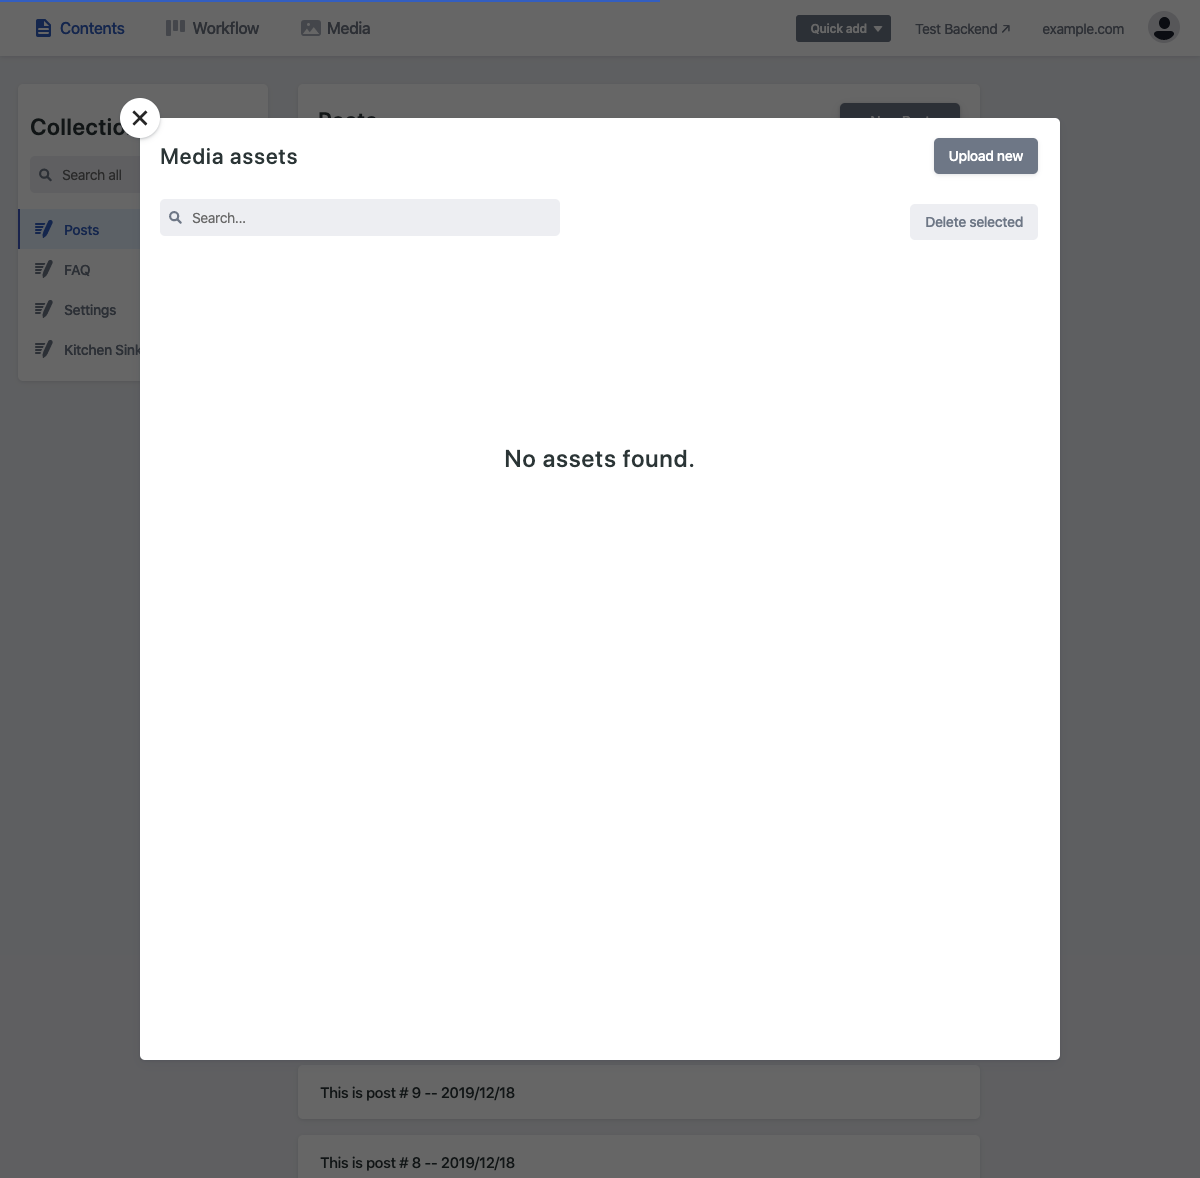 Contents
Workflow
Media
Quick add
Test Backend
example.com
Collectio
Posts
Search all
Posts
FAQ
Settings
Kitchen Sink
Media assets
Upload new
Search...
Delete selected
No assets found.
This is post # 9 -- 2019/12/18
This is post # 8 -- 2019/12/18